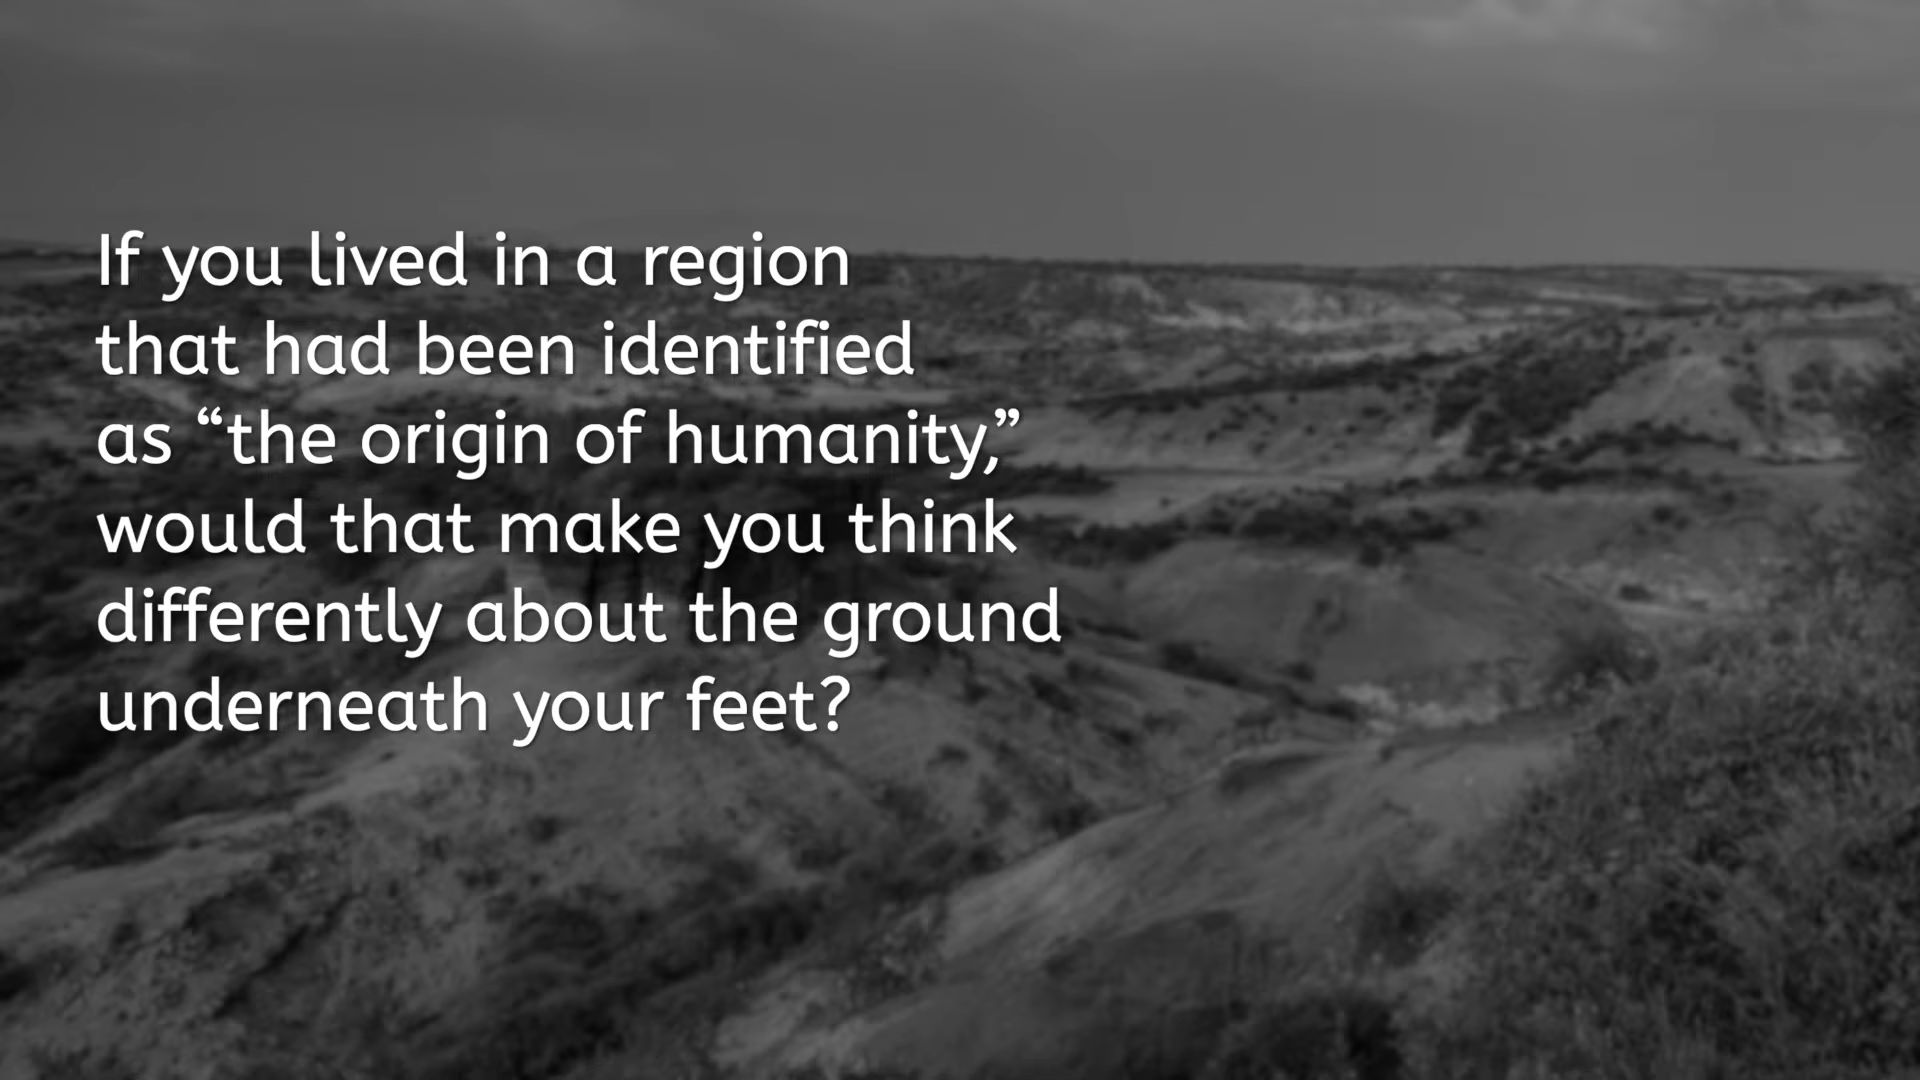 If you lived in a region
that had been identified
as “the origin of humanity,”
would that make you think
differently about the ground
underneath your feet?